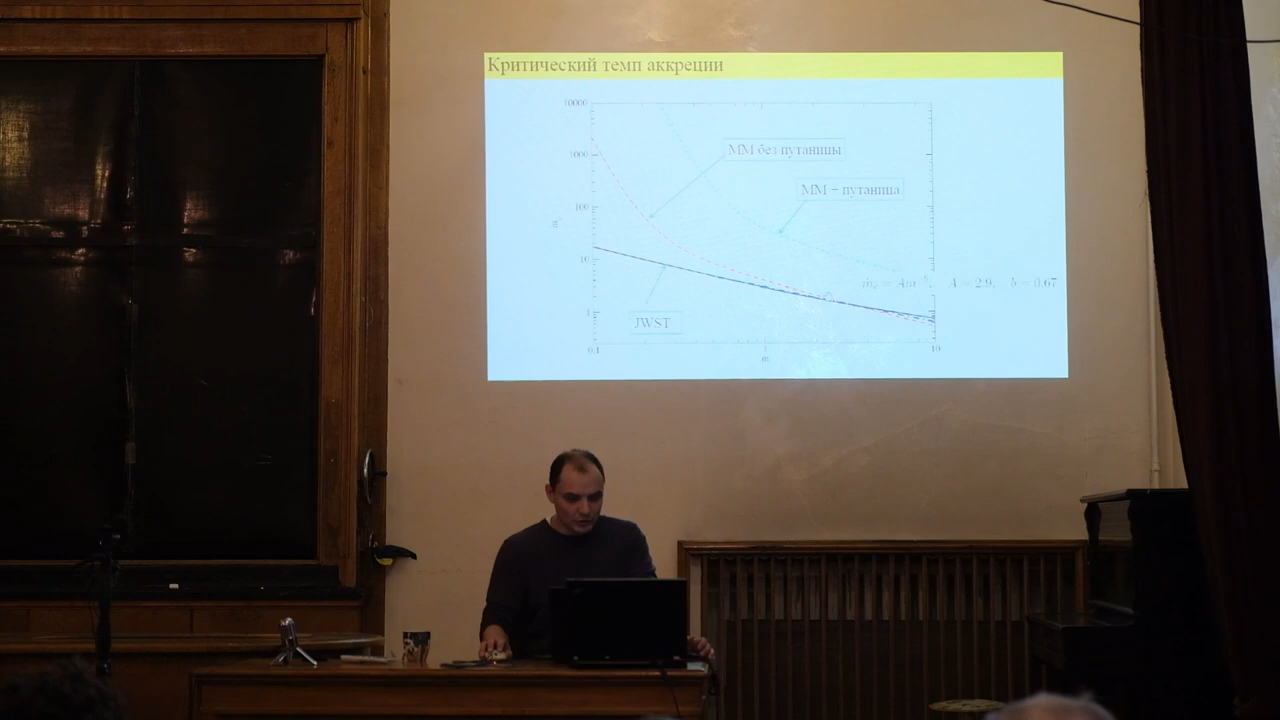 Критический темп аккреции
10000
ММ без путаницы
1000
ММ + путаница
100
10
ṁ꜀ = Am⁻ᵇ, A = 2.9, b = 0.67
JWST
1
0.1
m
10